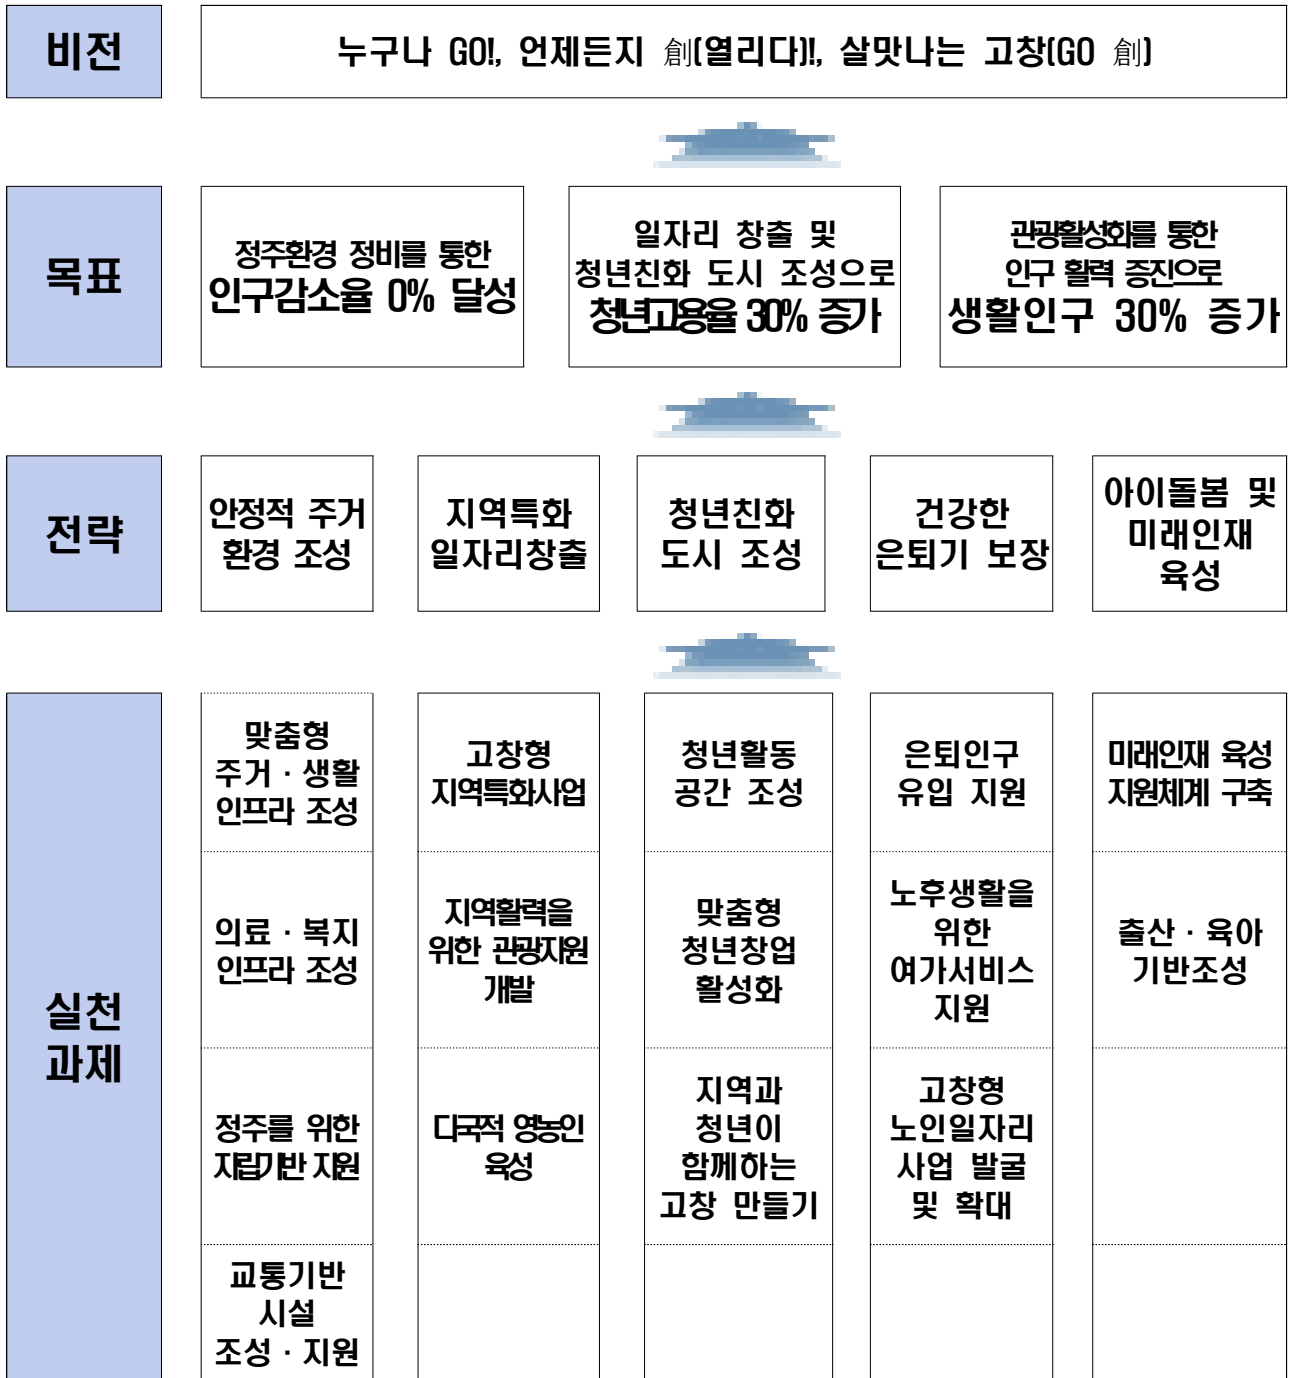 비전
누구나 GO!, 언제든지 創(열리다)!, 살맛나는 고창(GO 創)
목표
정주환경 정비를 통한
인구감소율 0% 달성
일자리 창출 및
청년친화 도시 조성으로
청년고용율 30% 증가
관광활성화를 통한
인구 활력 증진으로
생활인구 30% 증가
전략
안정적 주거
환경 조성
지역특화
일자리창출
청년친화
도시 조성
건강한
은퇴기 보장
아이돌봄 및
미래인재
육성
실천
과제
맞춤형
주거 · 생활
인프라 조성
고창형
지역특화사업
청년활동
공간 조성
은퇴인구
유입 지원
미래인재 육성
지원체계 구축
의료 · 복지
인프라 조성
지역활력을
위한 관광자원
개발
맞춤형
청년창업
활성화
노후생활을
위한
여가서비스
지원
출산 · 육아
기반조성
정주를 위한
자립기반 지원
다국적 영농인
육성
지역과
청년이
함께하는
고창 만들기
고창형
노인일자리
사업 발굴
및 확대
교통기반
시설
조성 · 지원